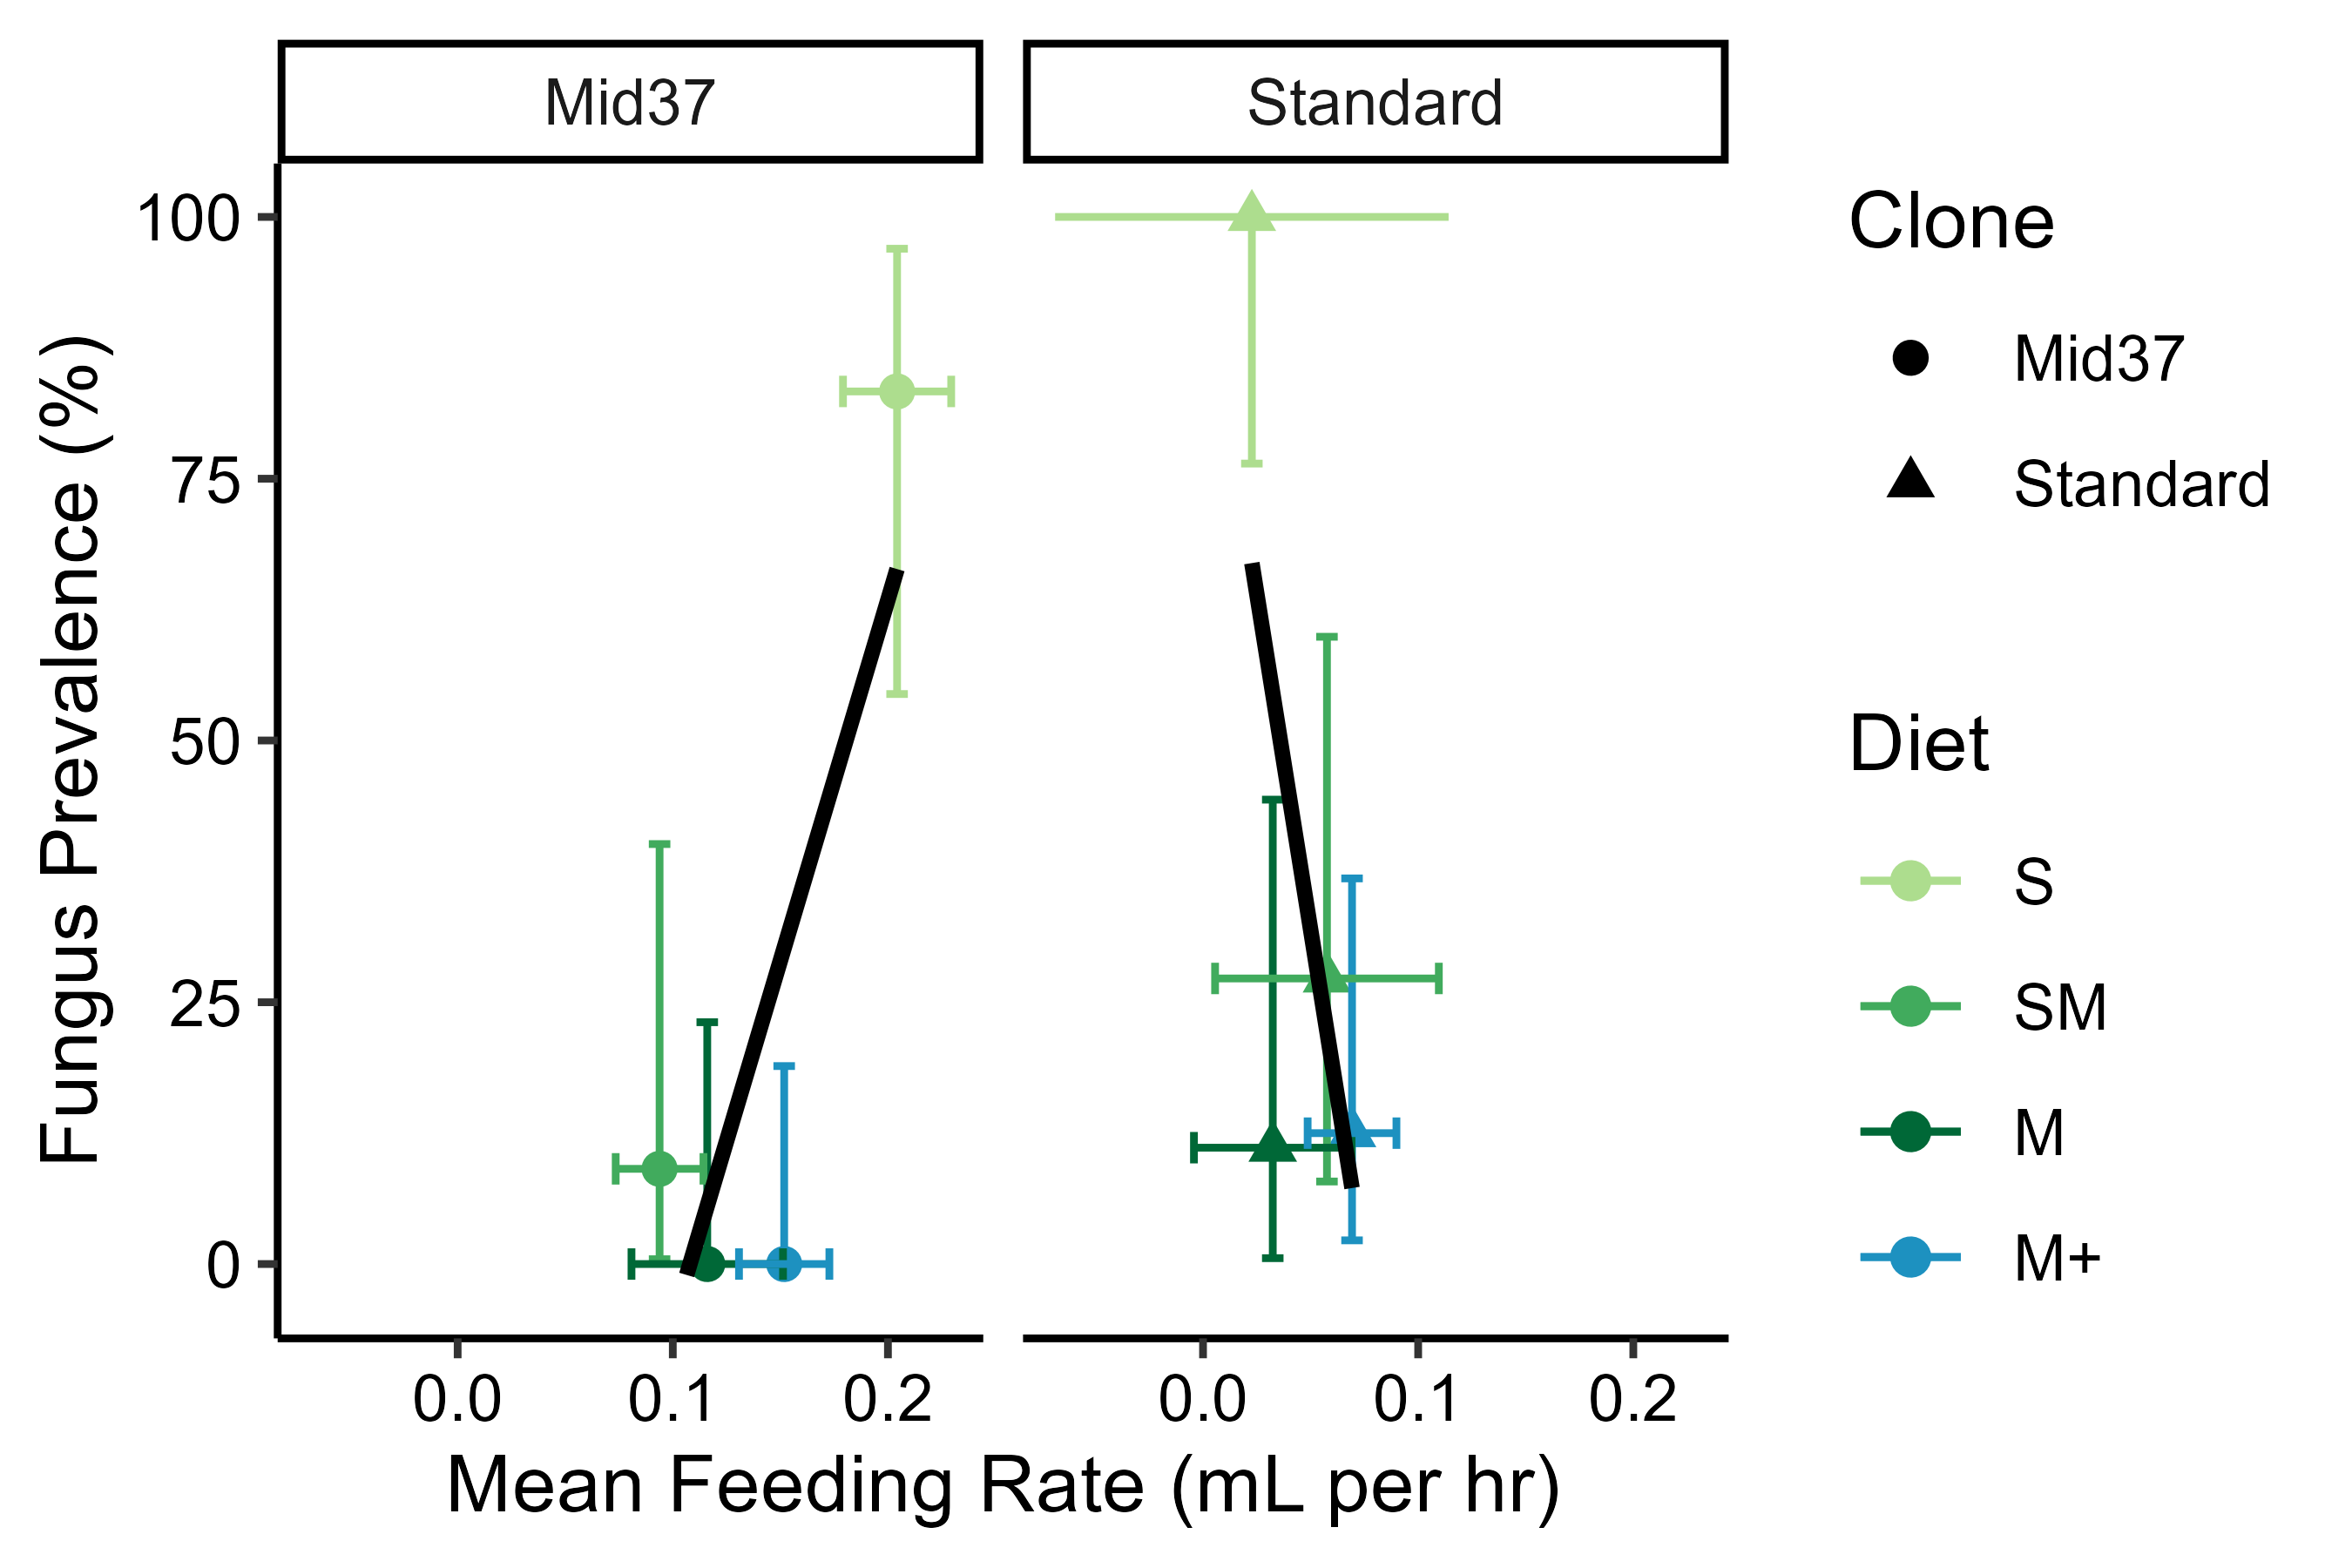 Mid37
Standard
Fungus Prevalence (%)
100
75
50
25
0
0.0 0.1 0.2
0.0 0.1 0.2
Mean Feeding Rate (mL per hr)
Clone
Mid37
Standard
Diet
S
SM
M
M+